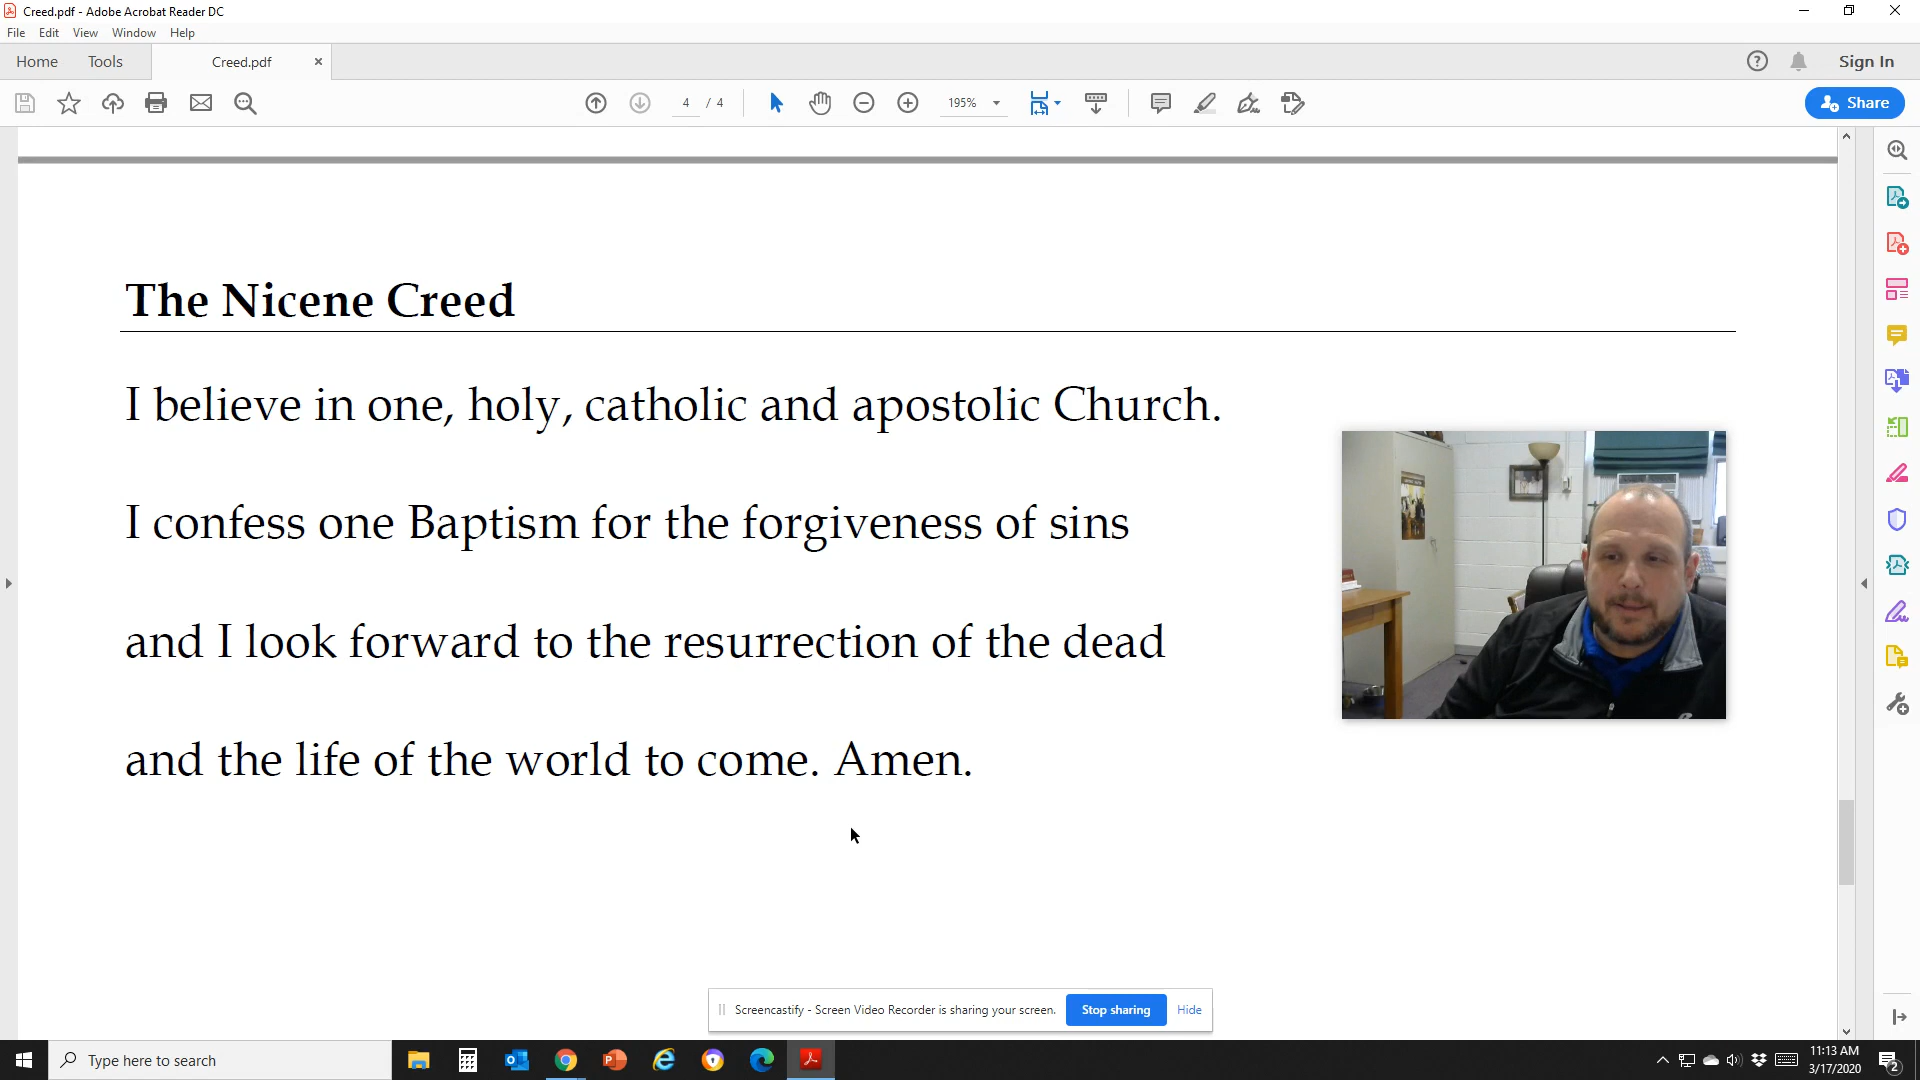 Creed.pdf - Adobe Acrobat Reader DC
File Edit View Window Help
Home Tools Creed.pdf Sign In
4 / 4 195% Share
The Nicene Creed
I believe in one, holy, catholic and apostolic Church.
I confess one Baptism for the forgiveness of sins
and I look forward to the resurrection of the dead
and the life of the world to come. Amen.
Screencastify - Screen Video Recorder is sharing your screen. Stop sharing Hide
Type here to search
11:13 AM
3/17/2020
2